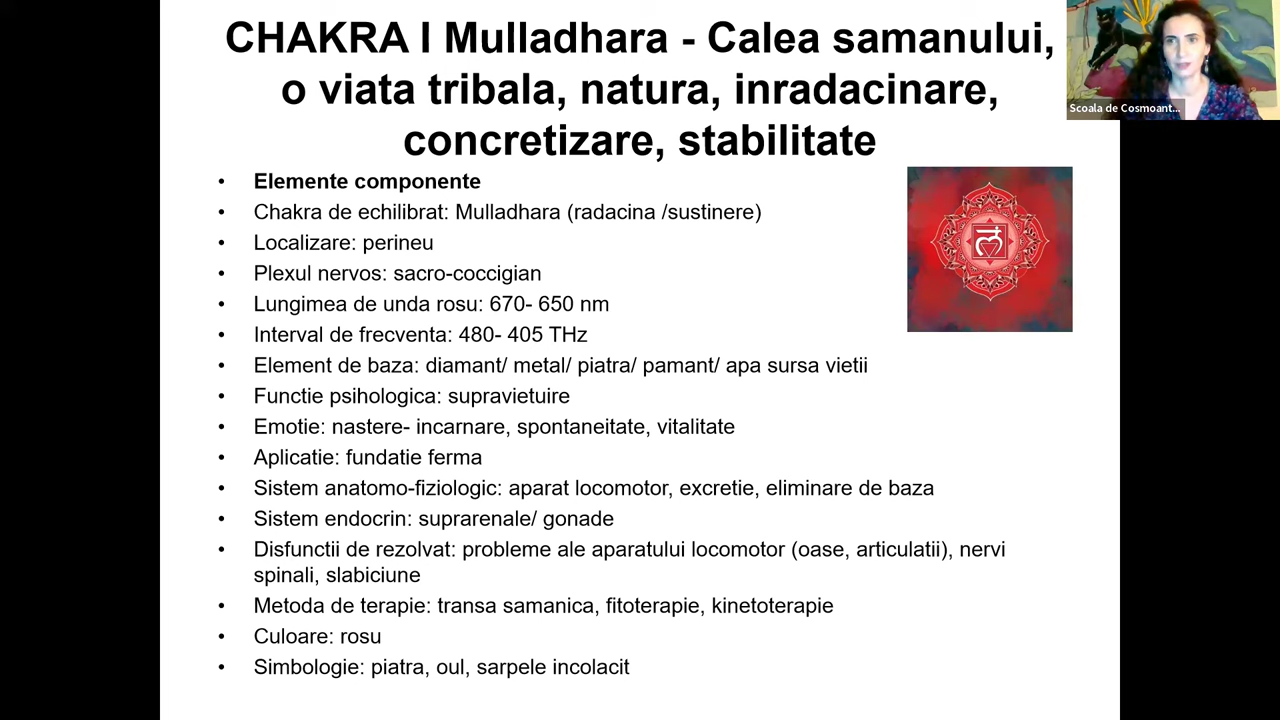 CHAKRA I Mulladhara - Calea samanului,
o viata tribala, natura, inradacinare,
concretizare, stabilitate
Scoala de Cosmoant...
• Elemente componente
• Chakra de echilibrat: Mulladhara (radacina /sustinere)
• Localizare: perineu
• Plexul nervos: sacro-coccigian
• Lungimea de unda rosu: 670- 650 nm
• Interval de frecventa: 480- 405 THz
• Element de baza: diamant/ metal/ piatra/ pamant/ apa sursa vietii
• Functie psihologica: supravietuire
• Emotie: nastere- incarnare, spontaneitate, vitalitate
• Aplicatie: fundatie ferma
• Sistem anatomo-fiziologic: aparat locomotor, excretie, eliminare de baza
• Sistem endocrin: suprarenale/ gonade
• Disfunctii de rezolvat: probleme ale aparatului locomotor (oase, articulatii), nervi
spinali, slabiciune
• Metoda de terapie: transa samanica, fitoterapie, kinetoterapie
• Culoare: rosu
• Simbologie: piatra, oul, sarpele incolacit